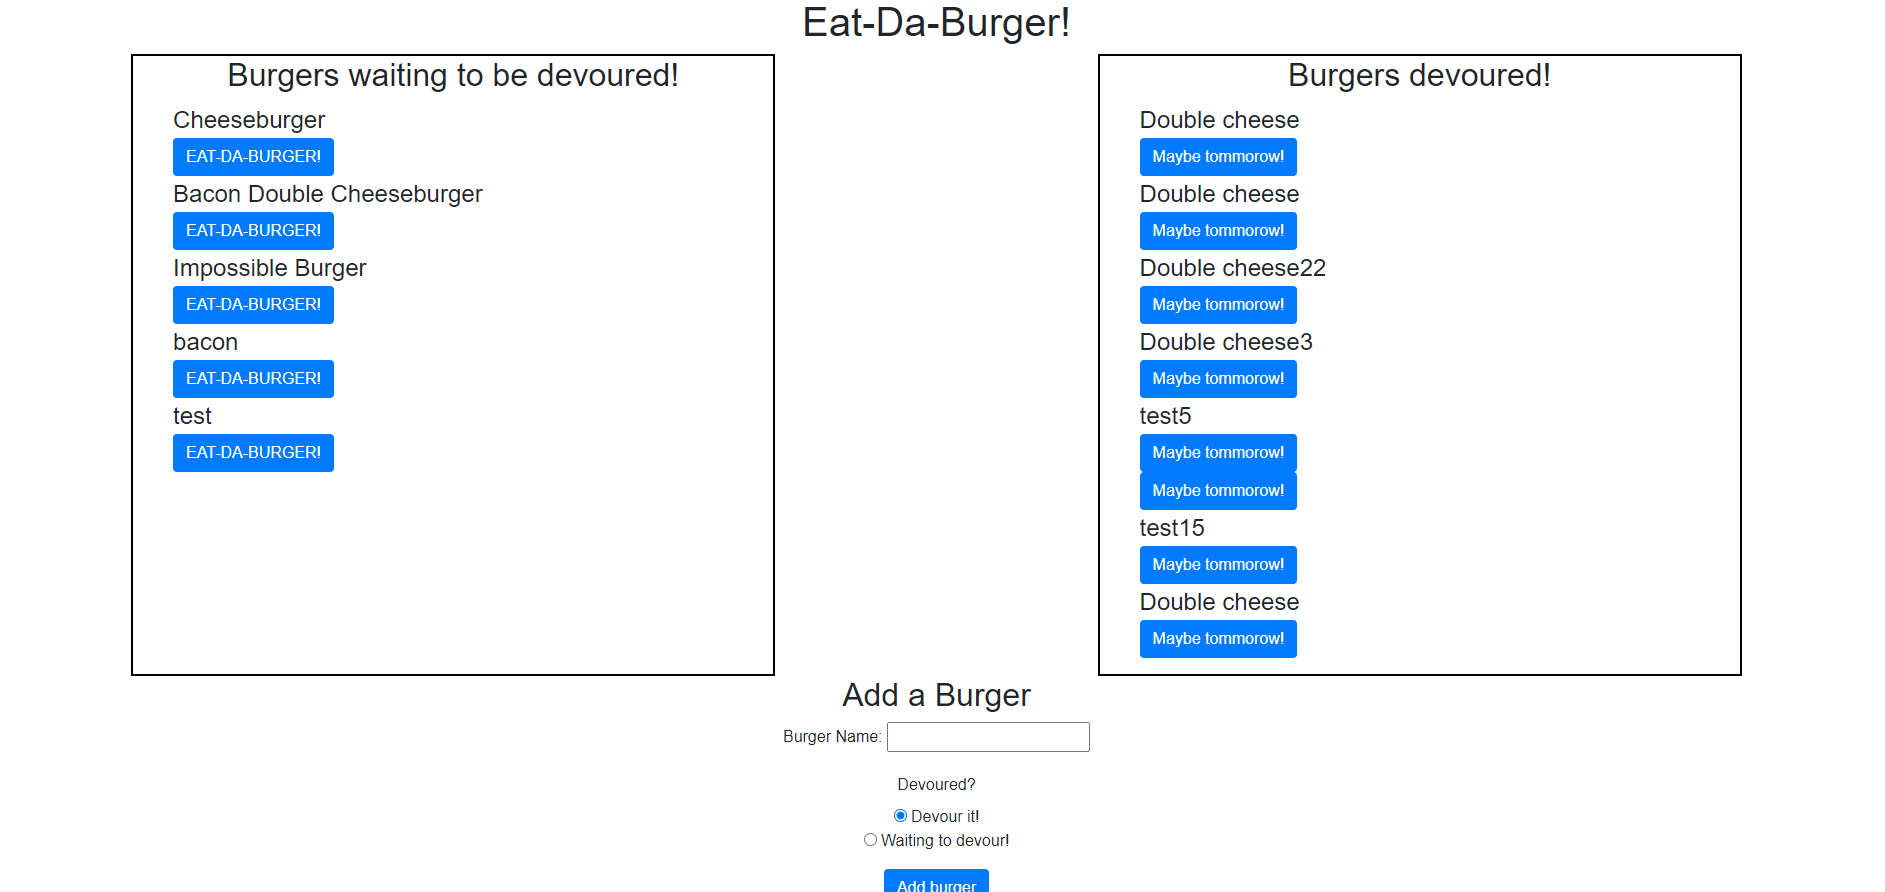 Eat-Da-Burger!
Burgers waiting to be devoured!
Cheeseburger
EAT-DA-BURGER!
Bacon Double Cheeseburger
EAT-DA-BURGER!
Impossible Burger
EAT-DA-BURGER!
bacon
EAT-DA-BURGER!
test
EAT-DA-BURGER!
Burgers devoured!
Double cheese
Maybe tommorow!
Double cheese
Maybe tommorow!
Double cheese22
Maybe tommorow!
Double cheese3
Maybe tommorow!
test5
Maybe tommorow!
Maybe tommorow!
test15
Maybe tommorow!
Double cheese
Maybe tommorow!
Add a Burger
Burger Name:
Devoured?
Devour it!
Waiting to devour!
Add burger